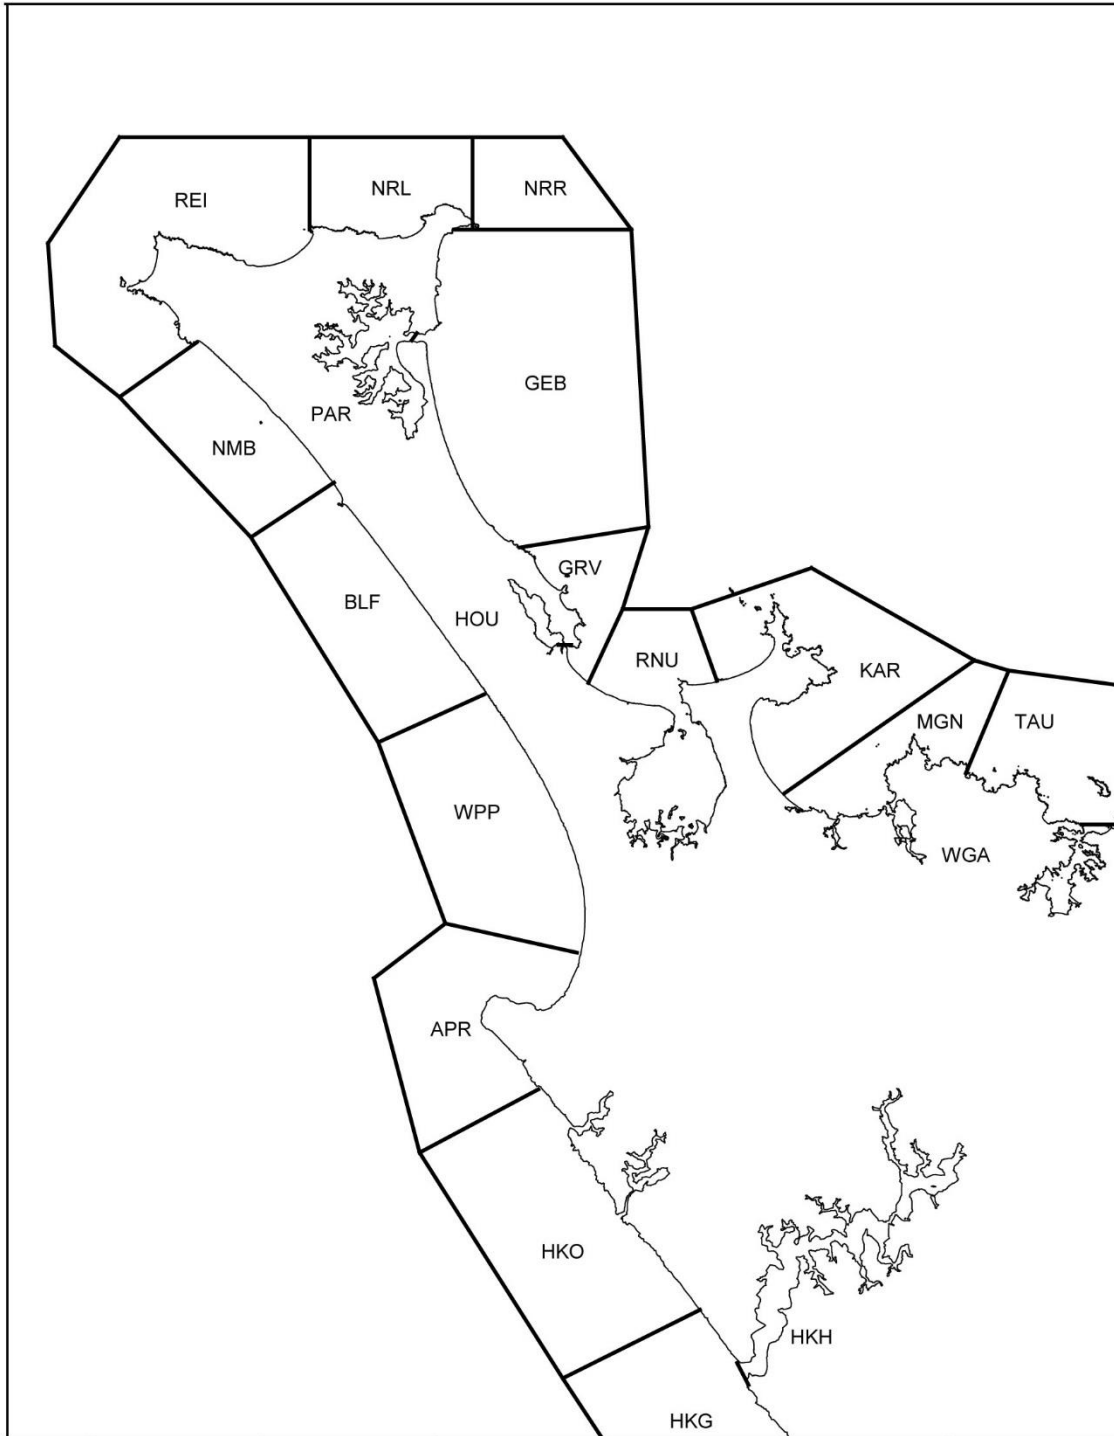 REI
NRL
NRR
GEB
PAR
NMB
GRV
BLF
HOU
RNU
KAR
MGN
TAU
WPP
WGA
APR
HKO
HKH
HKG